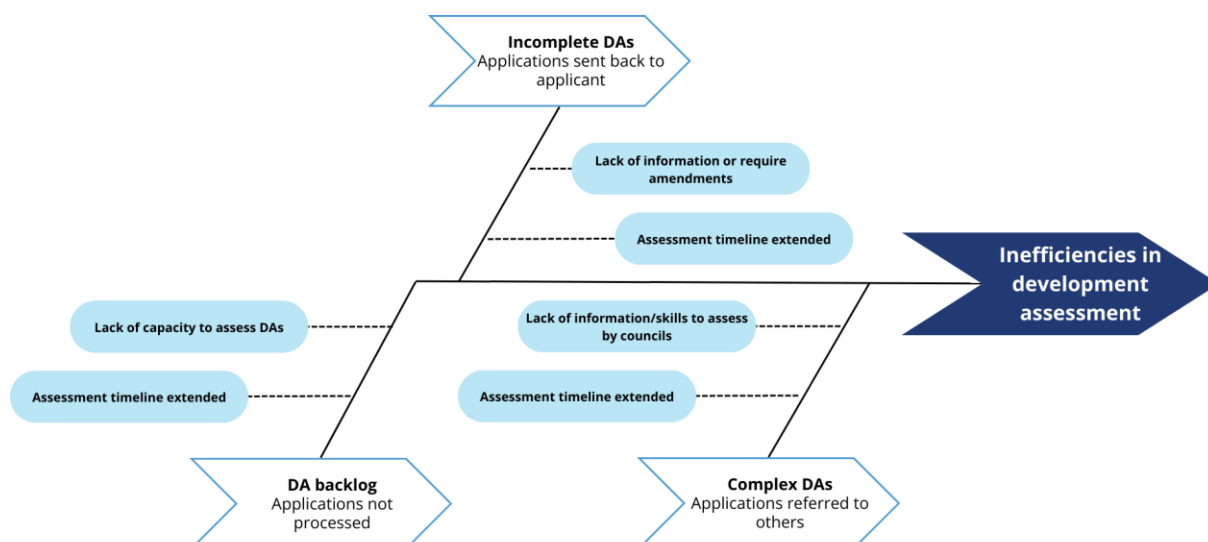 Incomplete DAs
Applications sent back to
applicant
Lack of information or require
amendments
Assessment timeline extended
Inefficiencies in
development
assessment
Lack of capacity to assess DAs
Assessment timeline extended
Lack of information/skills to assess
by councils
Assessment timeline extended
DA backlog
Applications not
processed
Complex DAs
Applications referred to
others